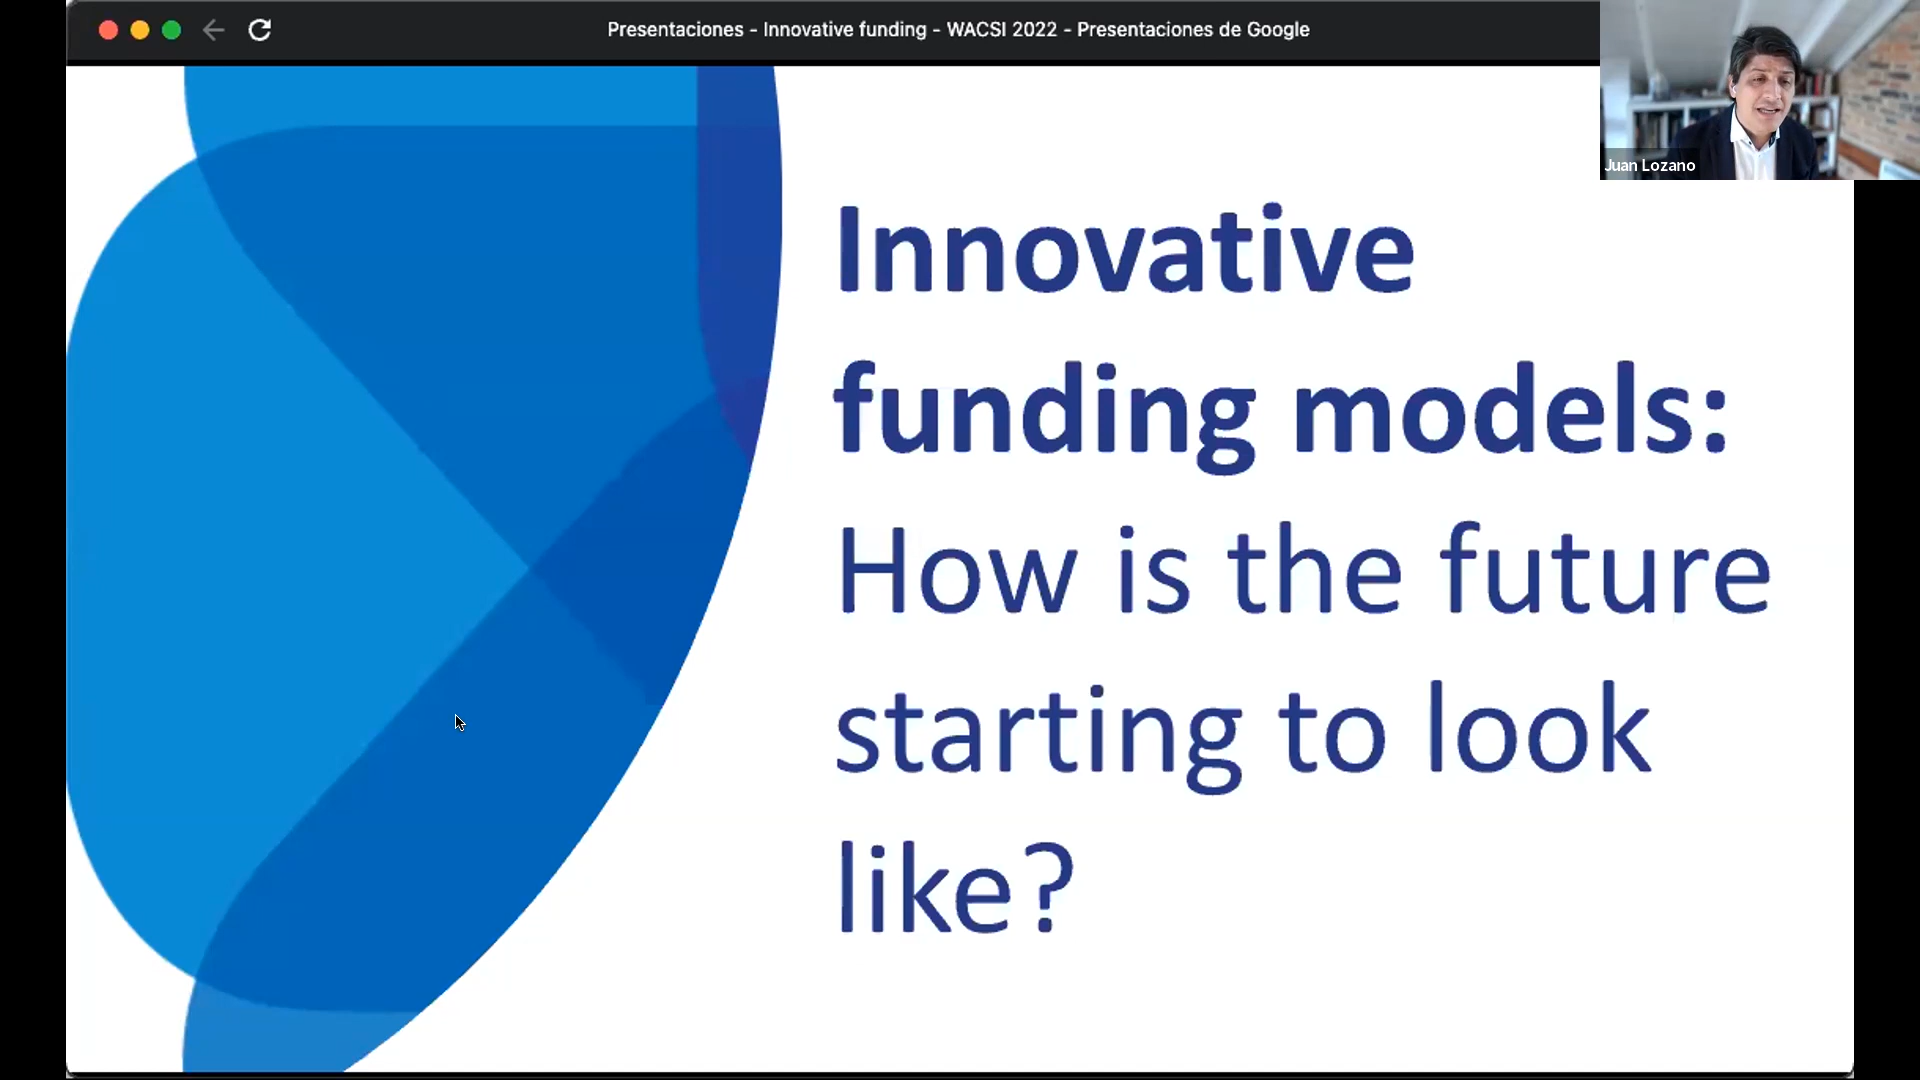 Presentaciones - Innovative funding - WACSI 2022 - Presentaciones de Google
Juan Lozano
Innovative
funding models:
How is the future
starting to look
like?